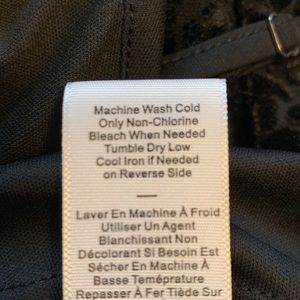 Machine Wash Cold
Only Non-Chlorine
Bleach When Needed
Tumble Dry Low
Cool Iron if Needed
on Reverse Side
—
Laver En Machine À Froid
Utiliser Un Agent
Blanchissant Non
Décolorant Si Besoin Est
Sécher En Machine À
Basse Teméprature
Repasser À Fer Tiède Sur